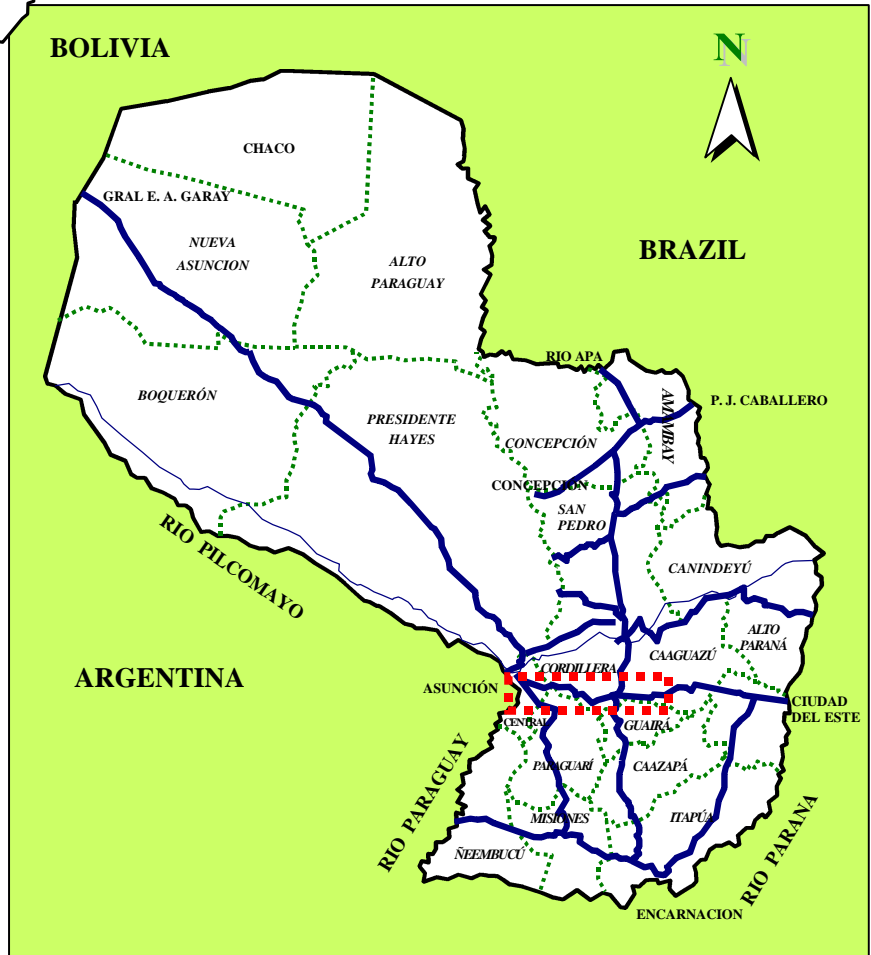 BOLIVIA
N
CHACO
GRAL E. A. GARAY
NUEVA
ASUNCION
ALTO
PARAGUAY
BRAZIL
RIO APA
BOQUERÓN
PRESIDENTE
HAYES
AMAMBAY
P. J. CABALLERO
CONCEPCIÓN
CONCEPCIÓN
SAN
PEDRO
RIO PILCOMAYO
CANINDEYÚ
ALTO
PARANÁ
CAAGUAZÚ
CORDILLERA
ARGENTINA
ASUNCIÓN
CIUDAD
DEL ESTE
CENTRAL
GUAIRÁ
PARAGUARÍ
CAAZAPÁ
RIO PARAGUAY
MISIONES
ITAPÚA
RIO PARANA
ÑEEMBUCÚ
ENCARNACION